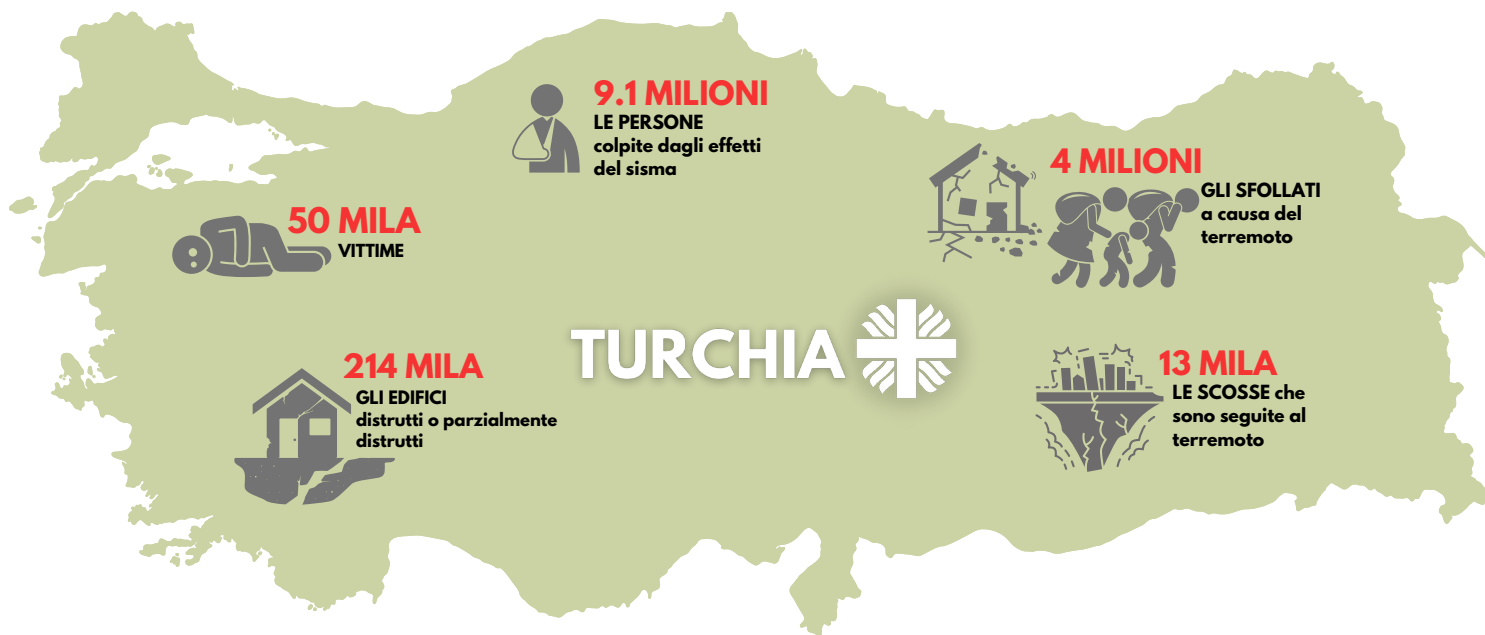 9.1 MILIONI
LE PERSONE
colpite dagli effetti
del sisma
4 MILIONI
GLI SFOLLATI
a causa del
terremoto
50 MILA
VITTIME
TURCHIA
214 MILA
GLI EDIFICI
distrutti o parzialmente
distrutti
13 MILA
LE SCOSSE che
sono seguite al
terremoto